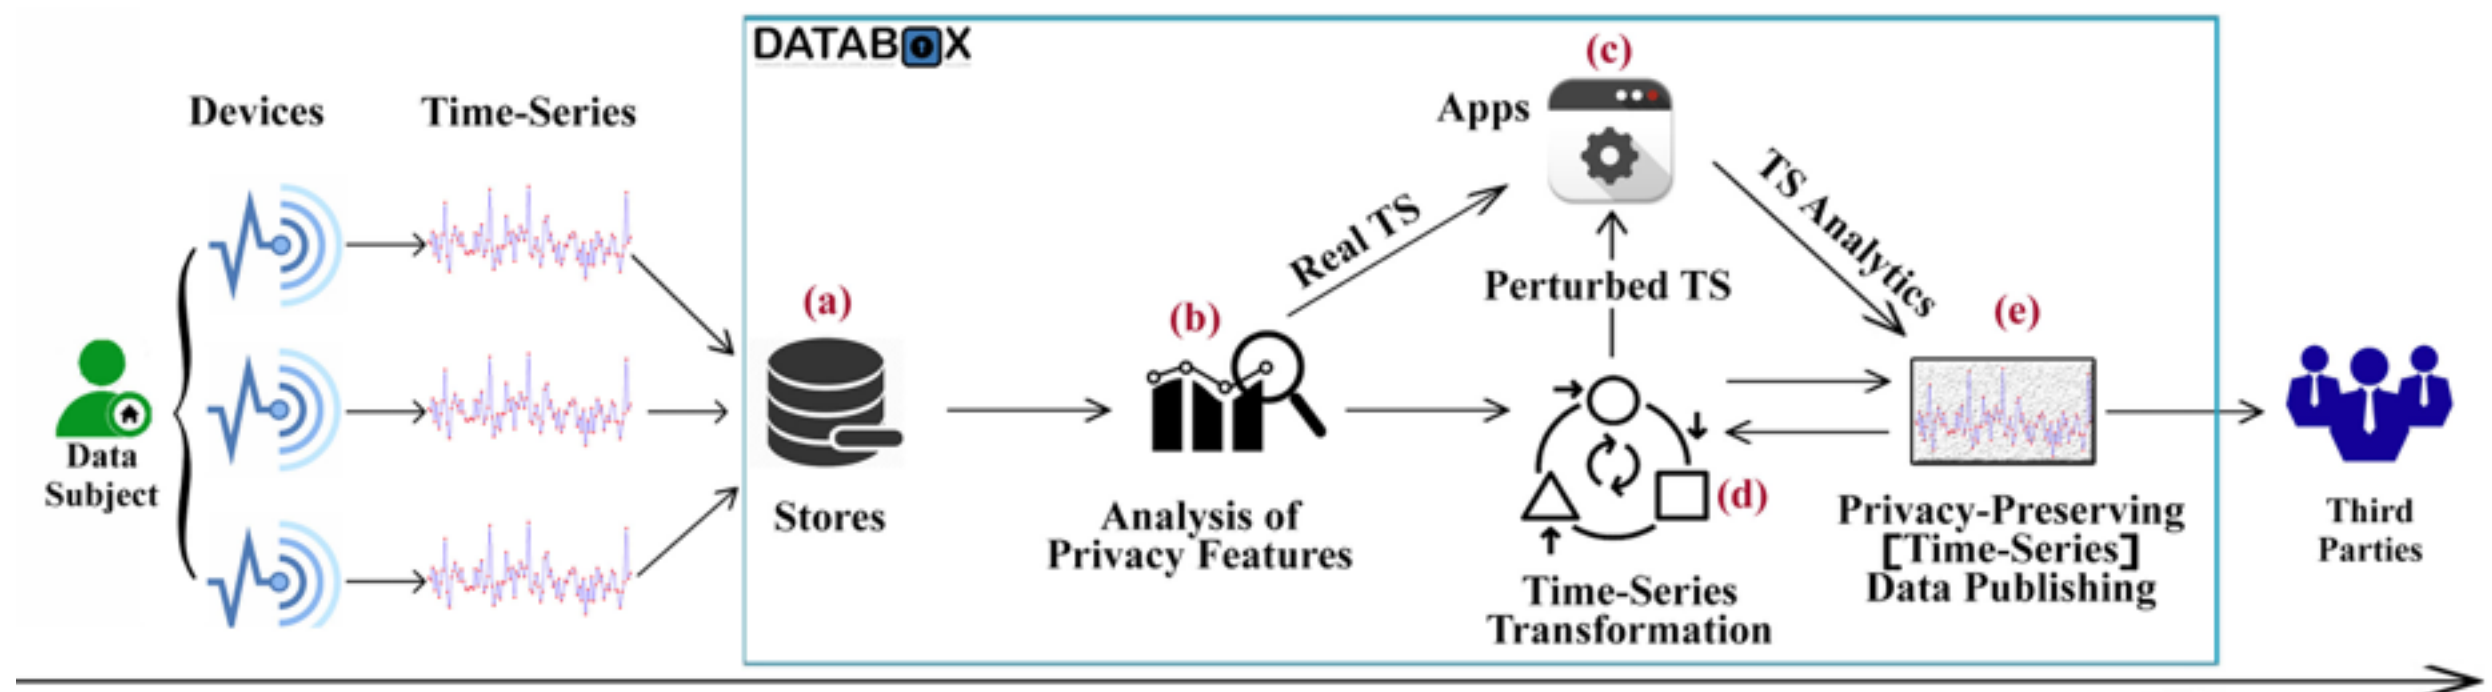 DATABOX
(c)
Devices
Time-Series
Apps
TS Analytics
Real TS
(a)
(b)
Perturbed TS
(e)
Data
Subject
Stores
Analysis of
Privacy Features
(d)
Time-Series
Transformation
Privacy-Preserving
[Time-Series]
Data Publishing
Third
Parties